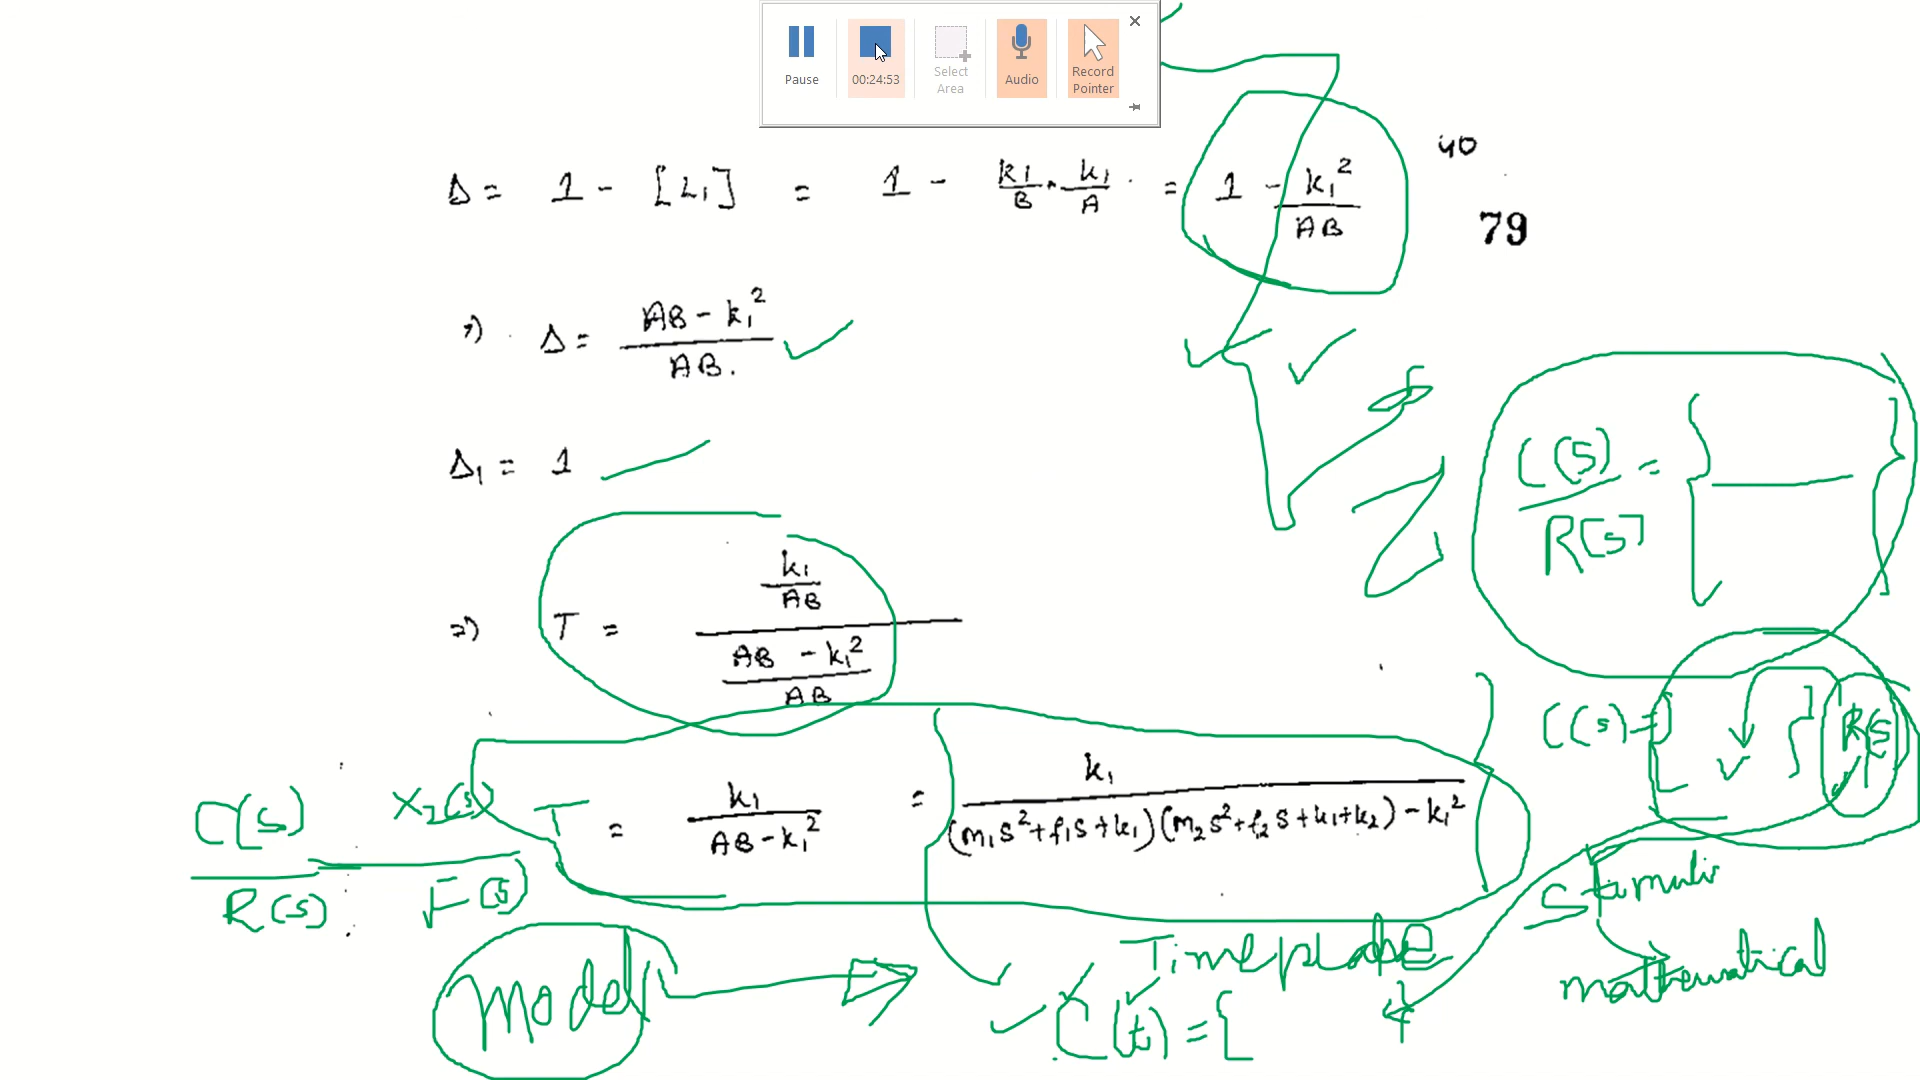 Pause
00:24:53
Select Area
Audio
Record Pointer
40
Δ = 1 - [L₁] = 1 - k₁/B · k₁/A = 1 - k₁²/AB
79
⇒) Δ = (AB - k₁²)/AB.
Δ₁ = 1
C(s)/R(s) =
⇒) T = (k₁/AB)/((AB - k₁²)/AB)
C(s) = [ ] R(s)
C(s)/R(s) = X₂(s)/F(s)
T = k₁/(AB - k₁²) = k₁/((m₁s² + f₁s + k₁)(m₂s² + f₂s + k₁ + k₂) - k₁²)
Model
Time
C(t) = {
mathematical